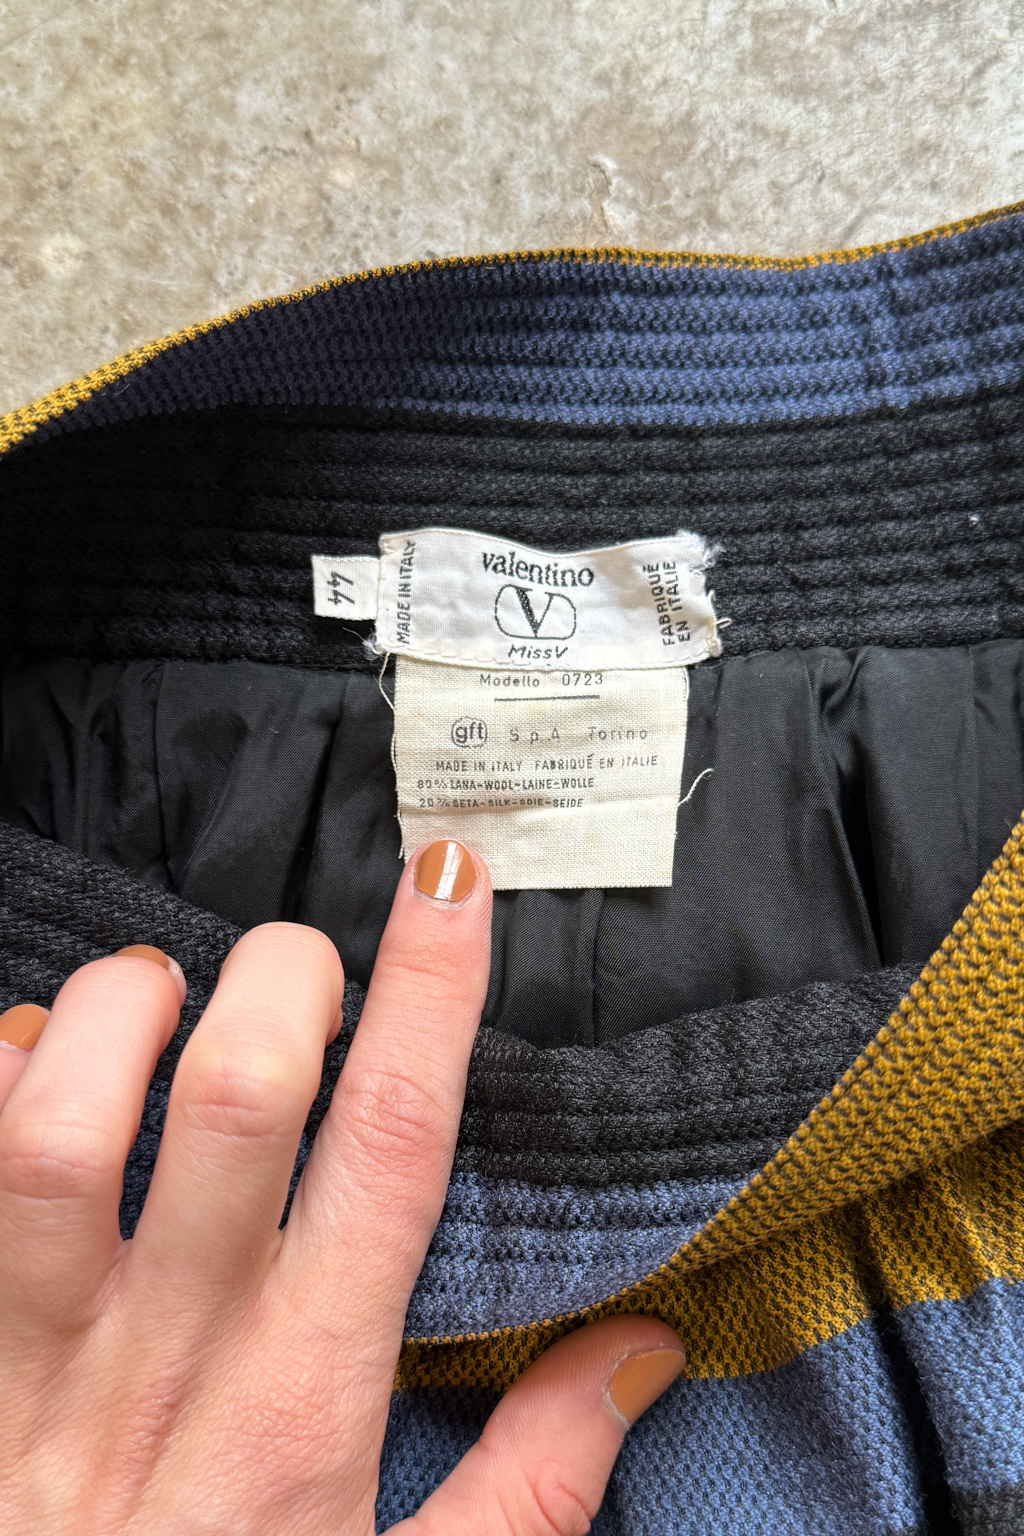 44
MADE IN ITALY
valentino
V
MissV
FABRIQUÉ
EN ITALIE
Modello 0723
gft S.p.A. Torino
MADE IN ITALY FABRIQUÉ EN ITALIE
80% LANA-WOOL-LAINE-WOLLE
20% SETA-SILK-SOIE-SEIDE